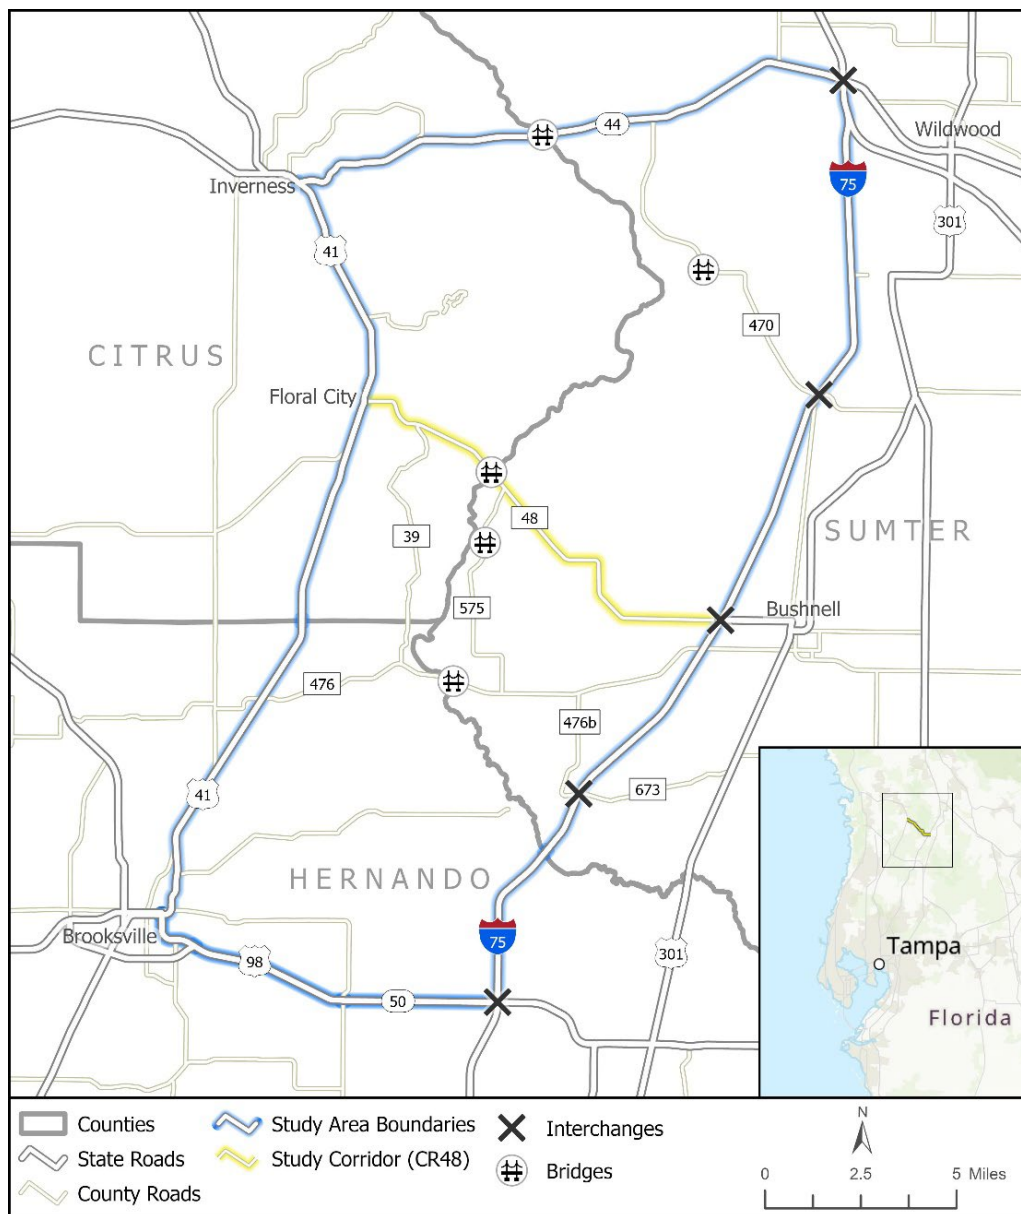 44
Wildwood
75
Inverness
301
41
470
CITRUS
Floral City
48
SUMTER
39
575
Bushnell
476
476b
41
673
HERNANDO
Brooksville
75
98
301
50
Tampa
Florida
Counties
State Roads
County Roads
Study Area Boundaries
Study Corridor (CR48)
Interchanges
Bridges
N
0 2.5 5 Miles